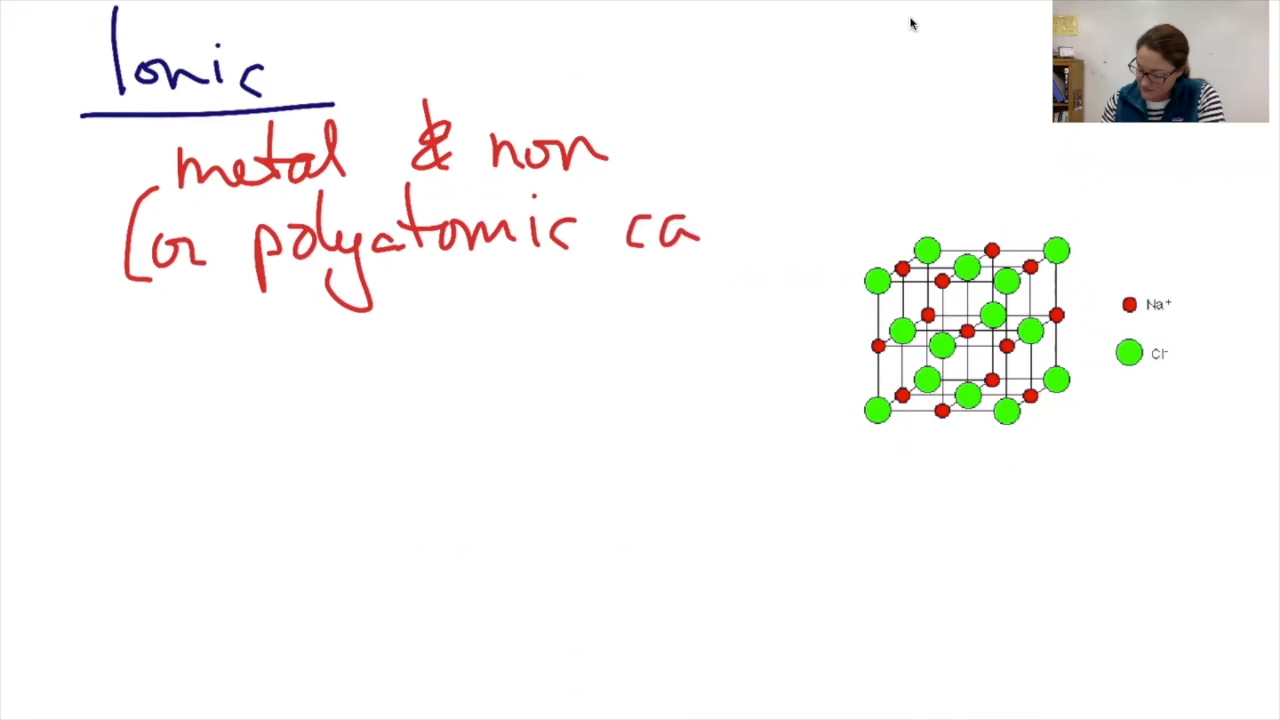 Ionic
metal & non
(or polyatomic ca
Na+
Cl-